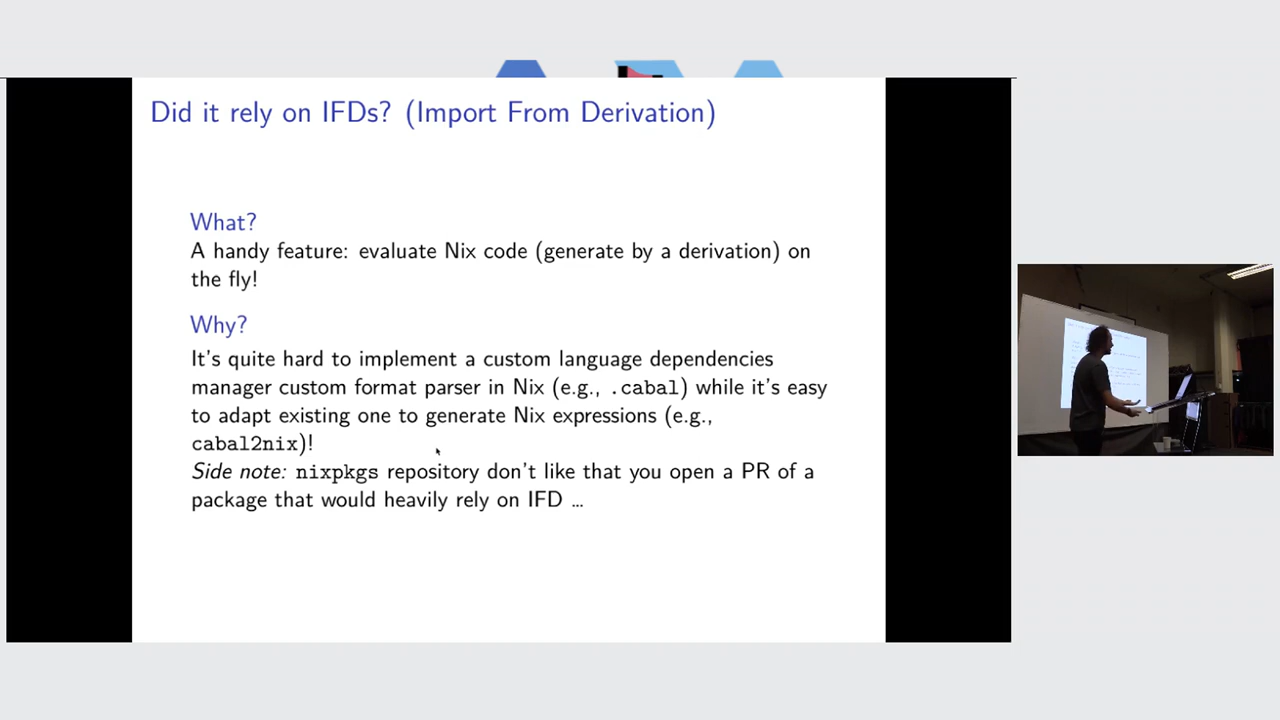 Did it rely on IFDs? (Import From Derivation)
What?
A handy feature: evaluate Nix code (generate by a derivation) on
the fly!
Why?
It's quite hard to implement a custom language dependencies
manager custom format parser in Nix (e.g., .cabal) while it's easy
to adapt existing one to generate Nix expressions (e.g.,
cabal2nix)!
Side note: nixpkgs repository don't like that you open a PR of a
package that would heavily rely on IFD ...